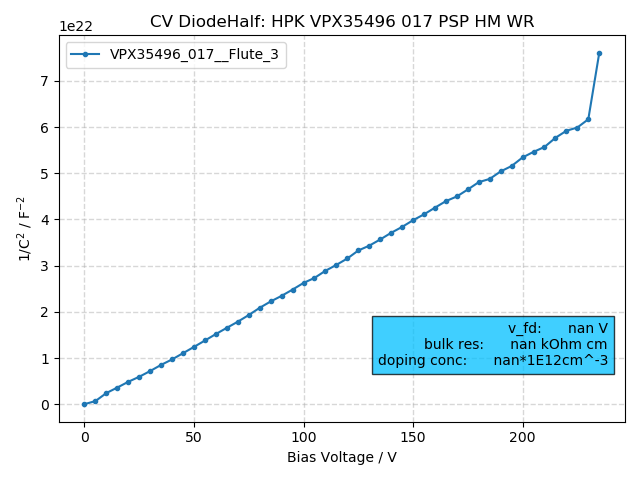 CV DiodeHalf: HPK VPX35496 017 PSP HM WR
1e22
VPX35496_017__Flute_3
7
6
5
4
3
2
1
0
1/C² / F⁻²
v_fd: nan V
bulk res: nan kOhm cm
doping conc: nan*1E12cm^-3
0 50 100 150 200
Bias Voltage / V